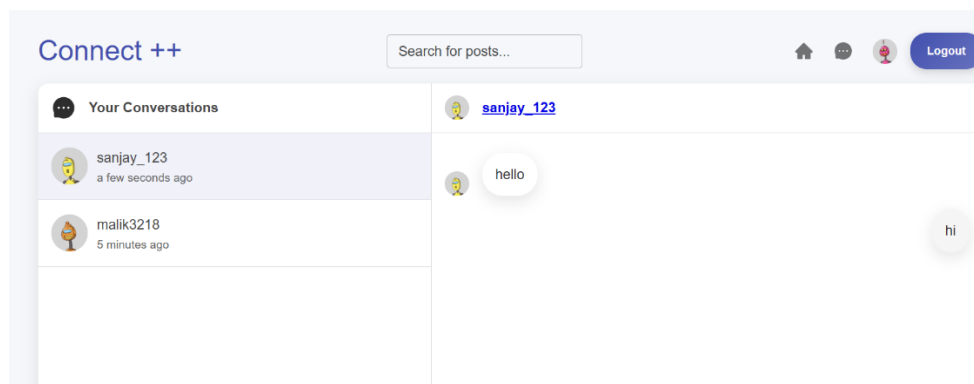 Connect ++
Search for posts...
Logout
Your Conversations
sanjay_123
a few seconds ago
malik3218
5 minutes ago
sanjay_123
hello
hi